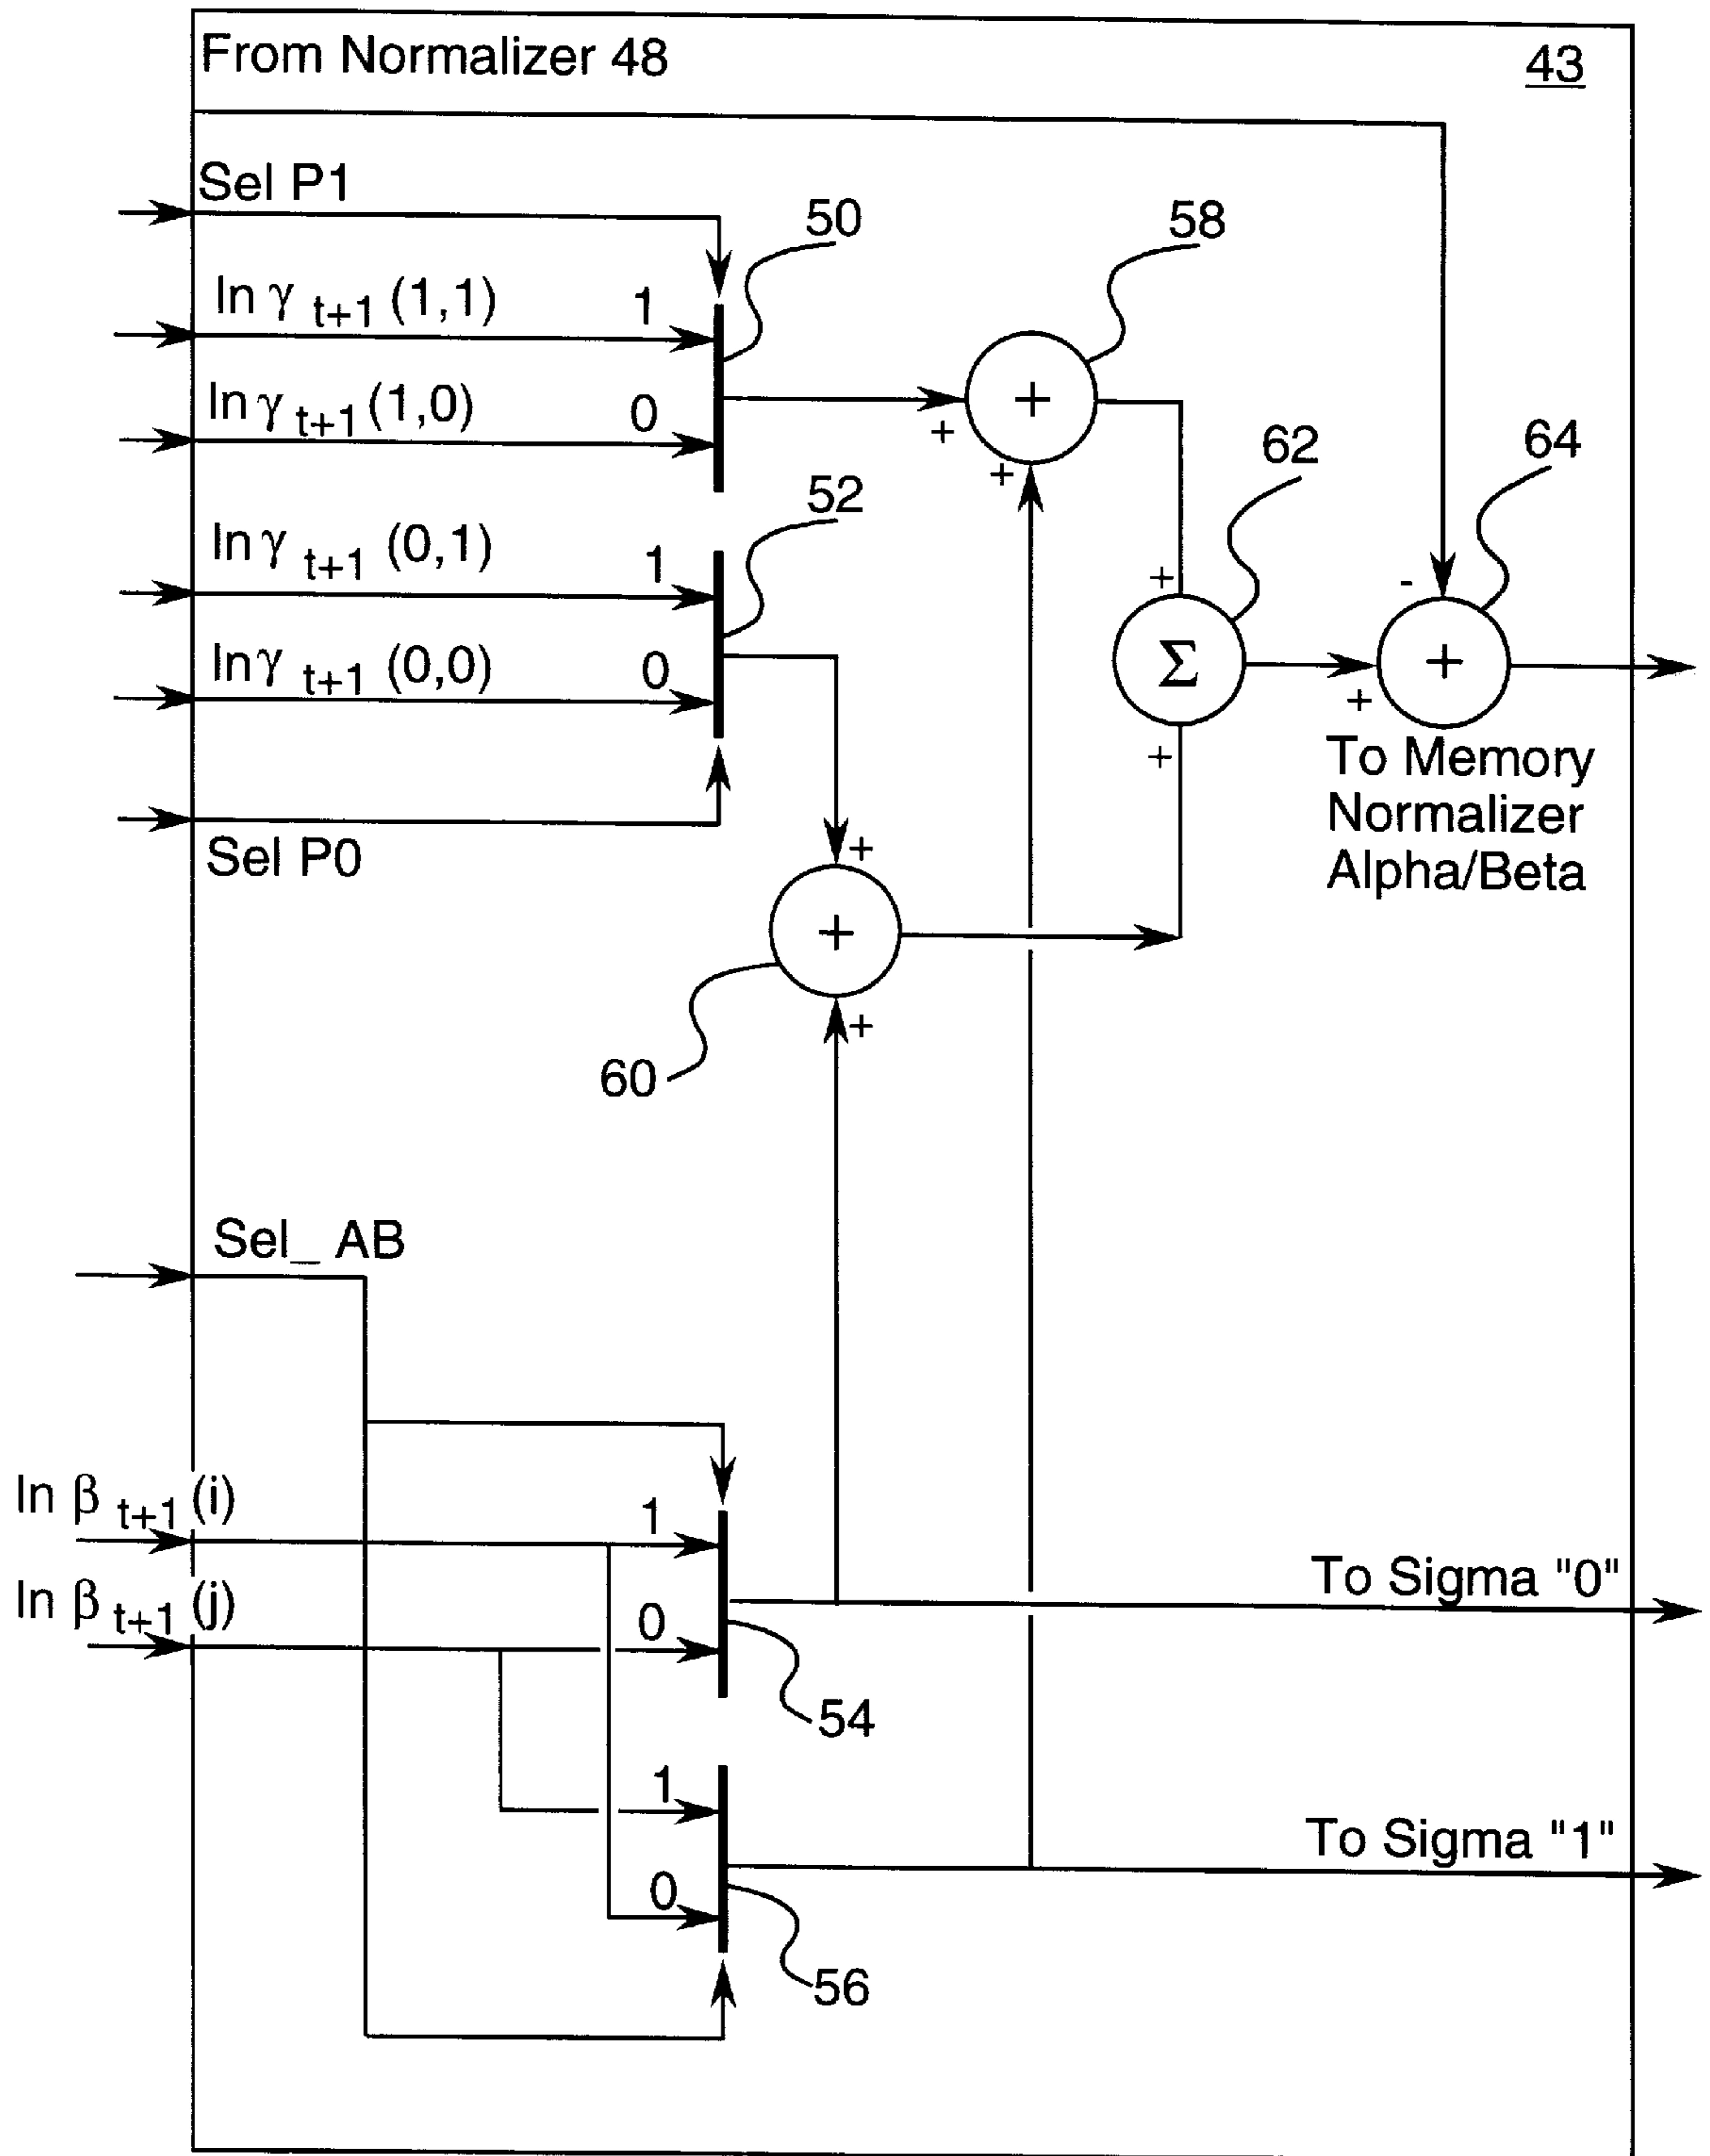 From Normalizer 48
43
Sel P1
50
58
ln γ t+1 (1,1)
1
ln γ t+1 (1,0)
0
+
+
+
62
64
52
ln γ t+1 (0,1)
1
+
-
ln γ t+1 (0,0)
0
Σ
+
+
+
To Memory
Normalizer
Alpha/Beta
Sel P0
+
+
+
60
Sel_ AB
ln β t+1 (i)
1
To Sigma "0"
ln β t+1 (j)
0
54
1
To Sigma "1"
0
56